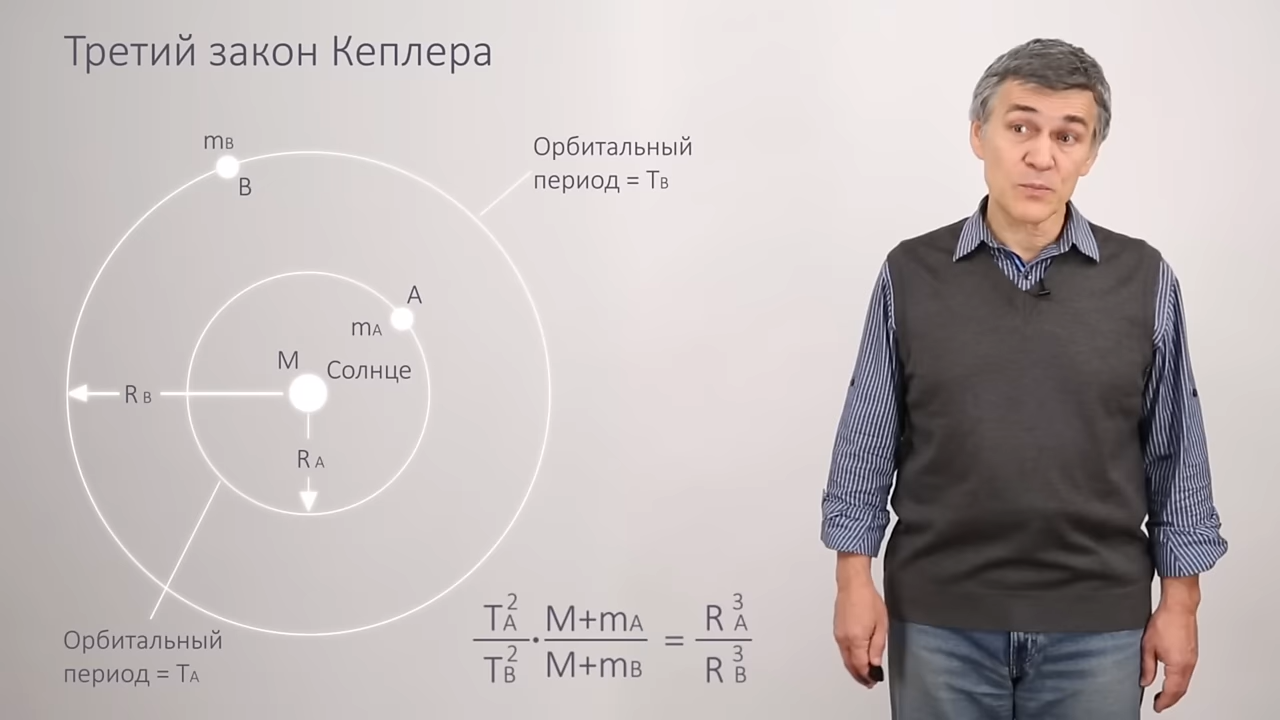 Третий закон Кеплера
mB
B
Орбитальный
период = TB
A
mA
M
Солнце
R B
R A
Орбитальный
период = TA
T²A/T²B · M+mA/M+mB = R³A/R³B